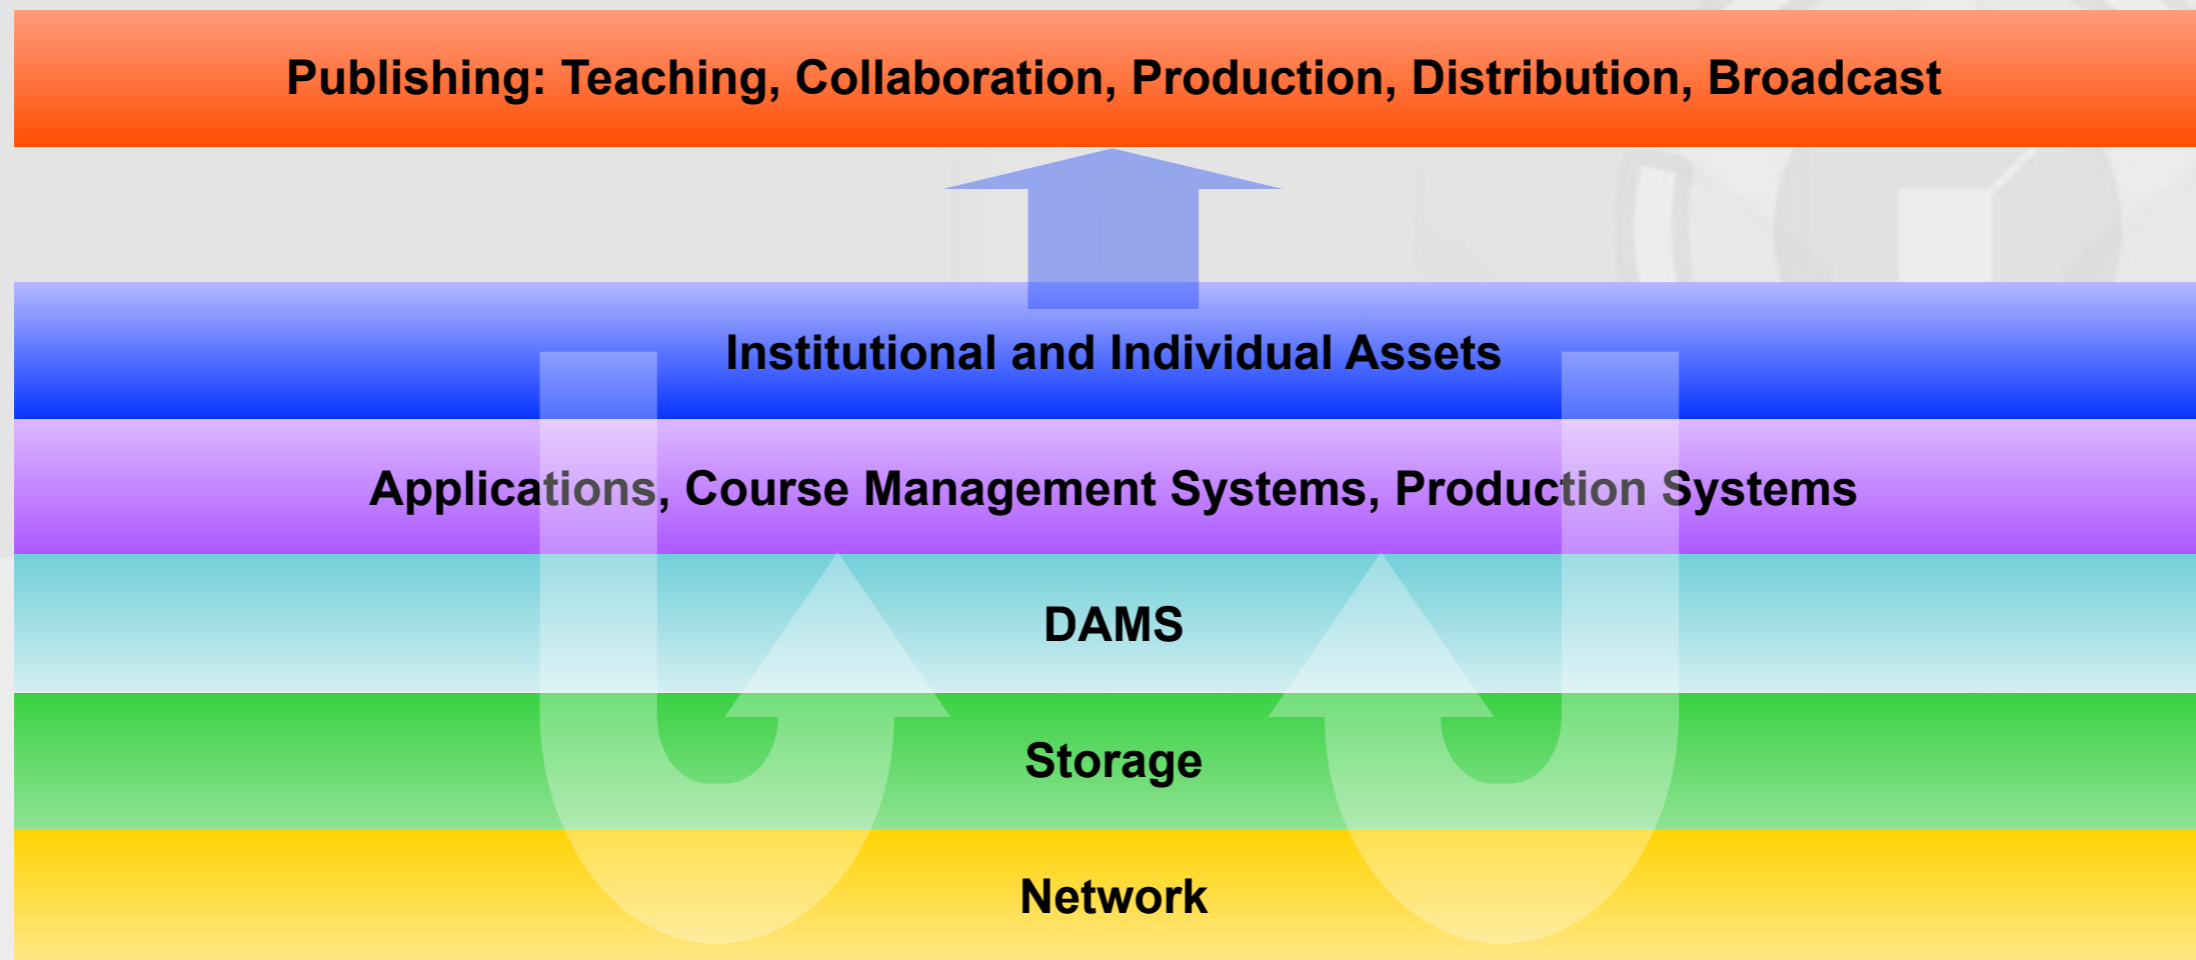 Publishing: Teaching, Collaboration, Production, Distribution, Broadcast
Institutional and Individual Assets
Applications, Course Management Systems, Production Systems
DAMS
Storage
Network